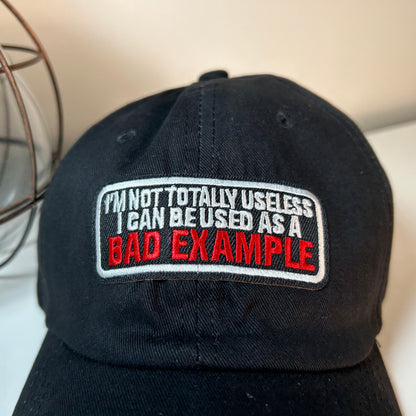 I'M NOT TOTALLY USELESS
I CAN BE USED AS A
BAD EXAMPLE